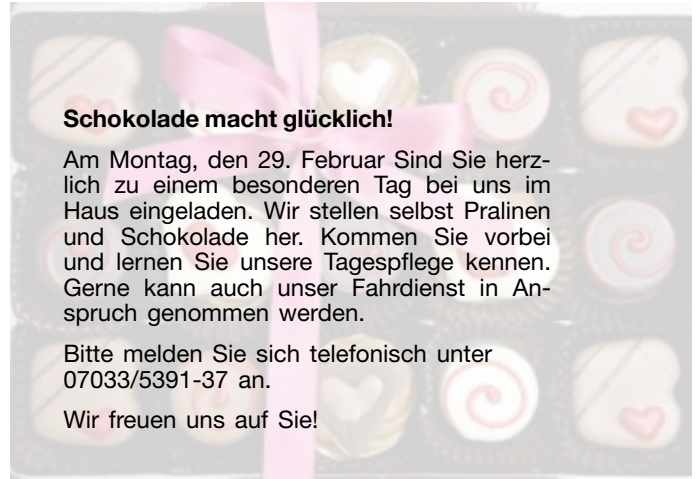 Schokolade macht glücklich!
Am Montag, den 29. Februar Sind Sie herz-
lich zu einem besonderen Tag bei uns im
Haus eingeladen. Wir stellen selbst Pralinen
und Schokolade her. Kommen Sie vorbei
und lernen Sie unsere Tagespflege kennen.
Gerne kann auch unser Fahrdienst in An-
spruch genommen werden.
Bitte melden Sie sich telefonisch unter
07033/5391-37 an.
Wir freuen uns auf Sie!